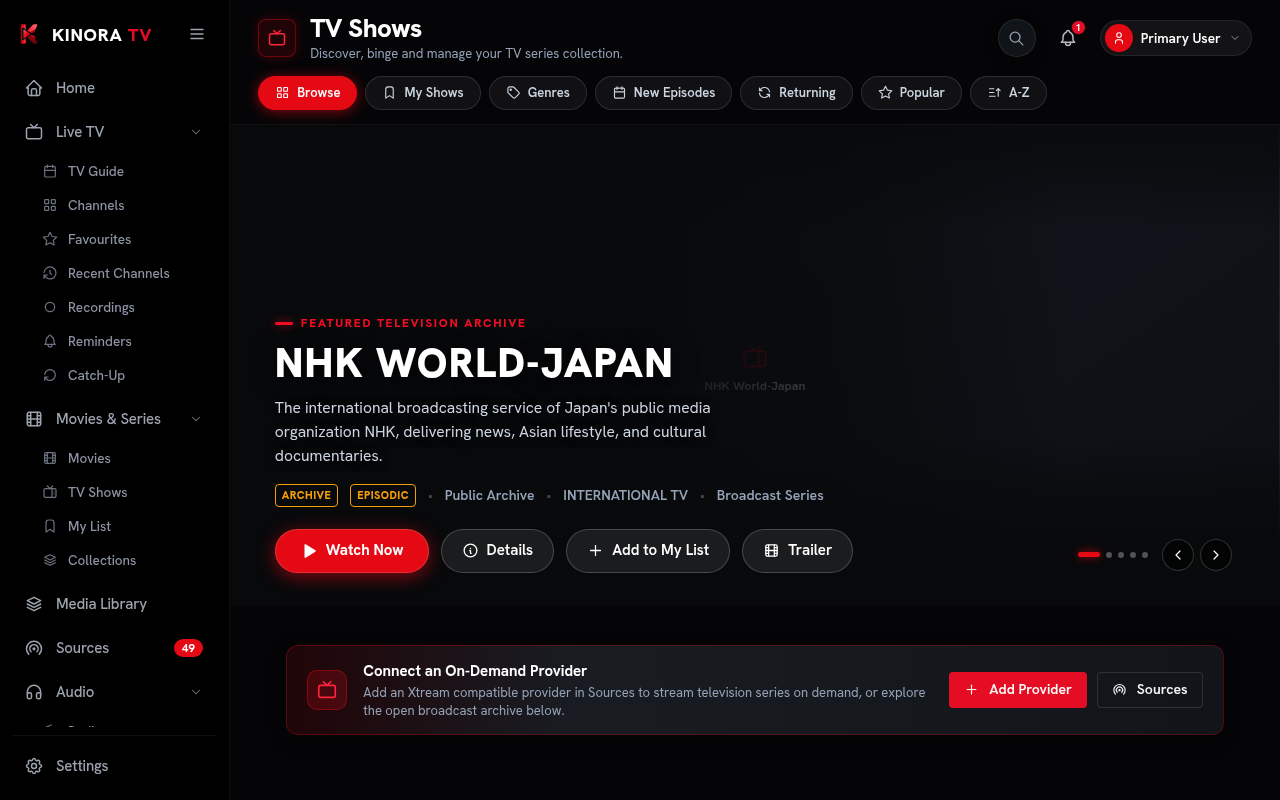 KINORA TV
Home
Live TV
TV Guide
Channels
Favourites
Recent Channels
Recordings
Reminders
Catch-Up
Movies & Series
Movies
TV Shows
My List
Collections
Media Library
Sources 49
Audio
Settings
TV Shows
Discover, binge and manage your TV series collection.
1
Primary User
Browse
My Shows
Genres
New Episodes
Returning
Popular
A-Z
FEATURED TELEVISION ARCHIVE
NHK WORLD-JAPAN
NHK World-Japan
The international broadcasting service of Japan's public media
organization NHK, delivering news, Asian lifestyle, and cultural
documentaries.
ARCHIVE EPISODIC • Public Archive • INTERNATIONAL TV • Broadcast Series
Watch Now
Details
Add to My List
Trailer
Connect an On-Demand Provider
Add an Xtream compatible provider in Sources to stream television series on demand, or explore
the open broadcast archive below.
Add Provider
Sources